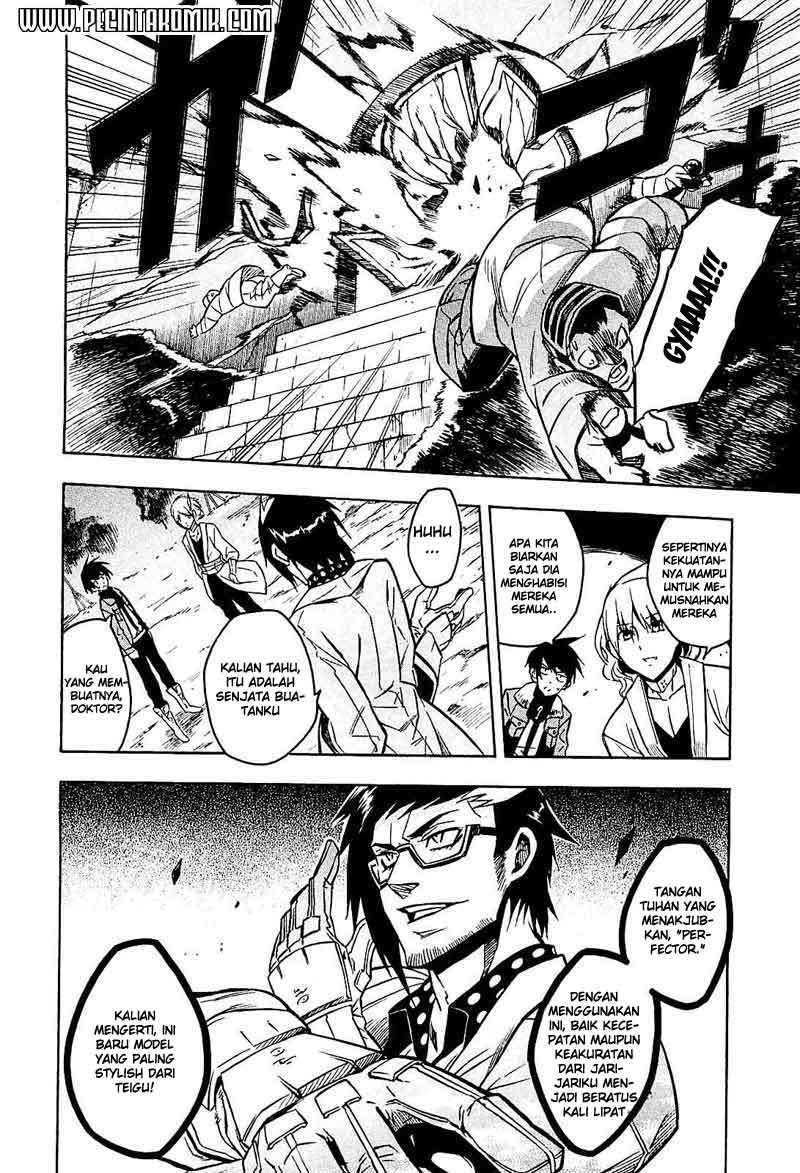 WWW.PECINTAKOMIK.COM
ガ
ゴ
オ
GYAAAA!!!
SEPERTINYA
KEKUATAN-
NYA MAMPU
UNTUK ME-
MUSNAHKAN
MEREKA
APA KITA
BIARKAN
SAJA DIA
MENGHABISI
MEREKA
SEMUA..
HUHU
...
KALIAN TAHU,
ITU ADALAH
SENJATA BUA-
TANKU
KAU
YANG MEM-
BUATNYA,
DOKTOR?
TANGAN
TUHAN YANG
MENAKJUB-
KAN, "PER-
FECTOR."
DENGAN
MENGGUNAKAN
INI, BAIK KECE-
PATAN MAUPUN
KEAKURATAN
DARI JARI-
JARIKU MEN-
JADI BERATUS
KALI LIPAT
KALIAN
MENGERTI, INI
BARU MODEL
YANG PALING
STYLISH DARI
TEIGU!